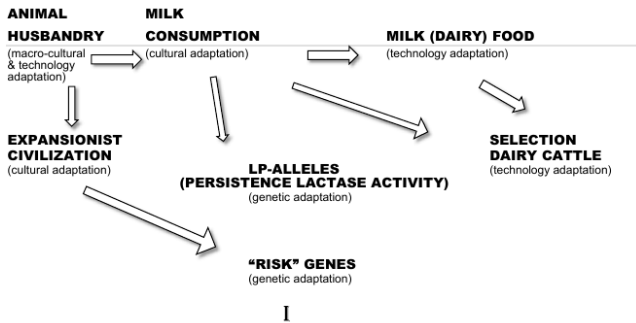 ANIMAL
HUSBANDRY
(macro-cultural
& technology
adaptation)
MILK
CONSUMPTION
(cultural adaptation)
MILK (DAIRY) FOOD
(technology adaptation)
EXPANSIONIST
CIVILIZATION
(cultural adaptation)
LP-ALLELES
(PERSISTENCE LACTASE ACTIVITY)
(genetic adaptation)
SELECTION
DAIRY CATTLE
(technology adaptation)
“RISK” GENES
(genetic adaptation)
I